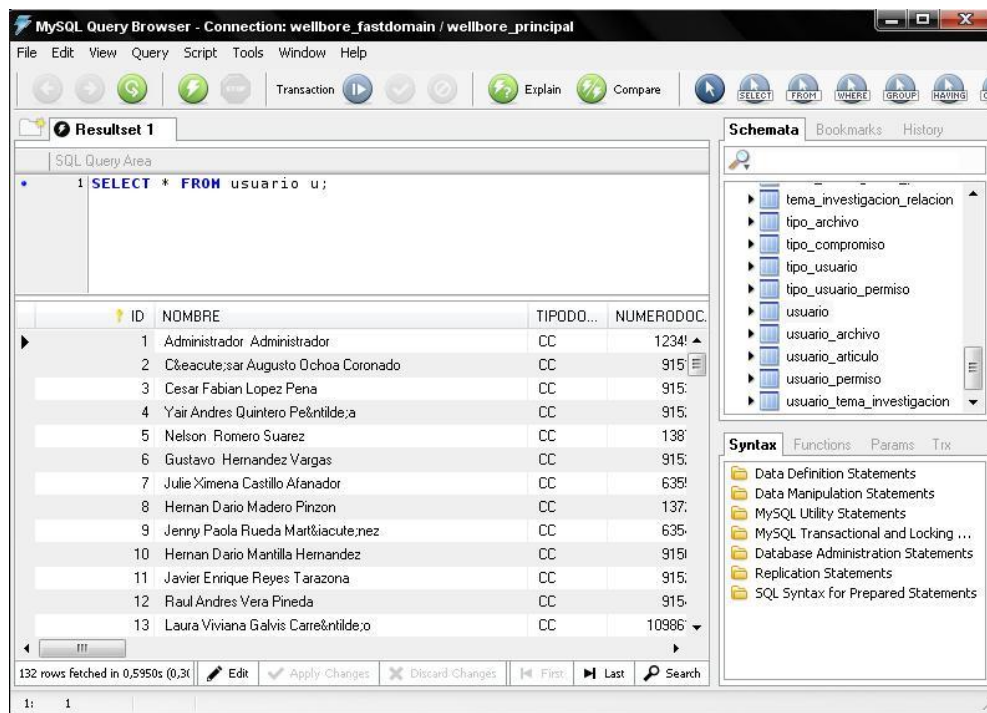 MySQL Query Browser - Connection: wellbore_fastdomain / wellbore_principal
File Edit View Query Script Tools Window Help
Transaction Explain Compare SELECT FROM WHERE GROUP HAVING
Resultset 1
SQL Query Area
1 SELECT * FROM usuario u;
ID NOMBRE TIPODO... NUMERODOC.
1 Administrador Administrador CC
2 C&eacute;sar Augusto Ochoa Coronado CC
3 Cesar Fabian Lopez Pena CC
4 Yair Andres Quintero Pe&ntilde;a CC
5 Nelson Romero Suarez CC
6 Gustavo Hernandez Vargas CC
7 Julie Ximena Castillo Afanador CC
8 Hernan Dario Madero Pinzon CC
9 Jenny Paola Rueda Mart&iacute;nez CC
10 Hernan Dario Mantilla Hernandez CC
11 Javier Enrique Reyes Tarazona CC
12 Raul Andres Vera Pineda CC
13 Laura Viviana Galvis Carre&ntilde;o CC
132 rows fetched in 0,5950s Edit Apply Changes Discard Changes First Last Search
1: 1
Schemata Bookmarks History
tema_investigacion_relacion
tipo_archivo
tipo_compromiso
tipo_usuario
tipo_usuario_permiso
usuario
usuario_archivo
usuario_articulo
usuario_permiso
usuario_tema_investigacion
Syntax Functions Params Trx
Data Definition Statements
Data Manipulation Statements
MySQL Utility Statements
MySQL Transactional and Locking ...
Database Administration Statements
Replication Statements
SQL Syntax for Prepared Statements